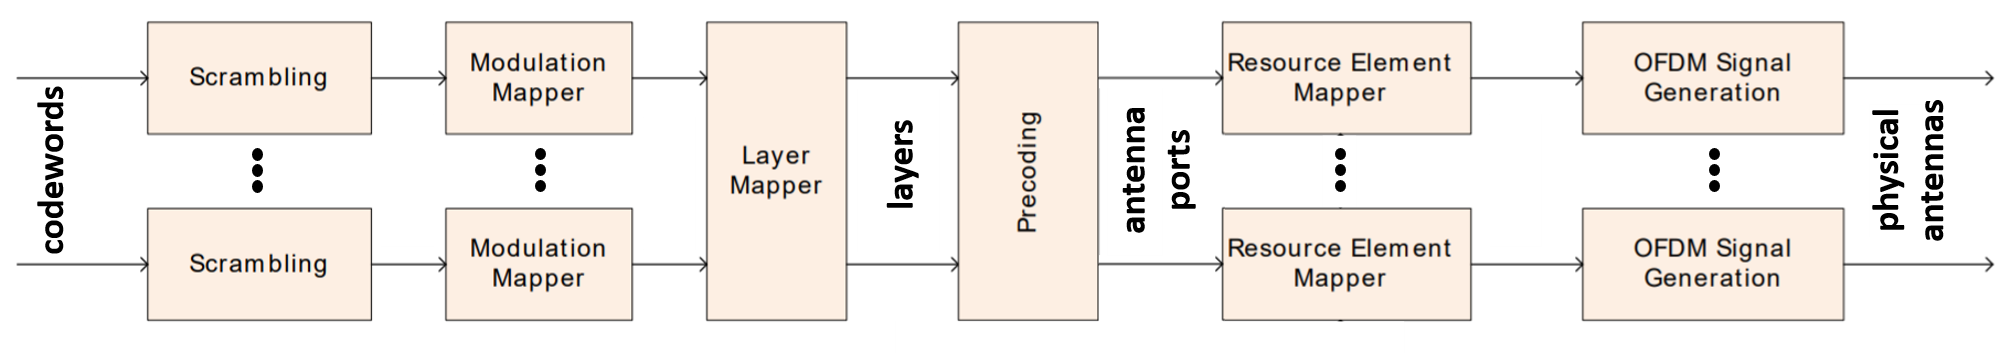 codewords
Scrambling
Modulation
Mapper
Layer
Mapper
layers
Precoding
antenna
ports
Resource Element
Mapper
OFDM Signal
Generation
physical
antennas
Scrambling
Modulation
Mapper
Resource Element
Mapper
OFDM Signal
Generation